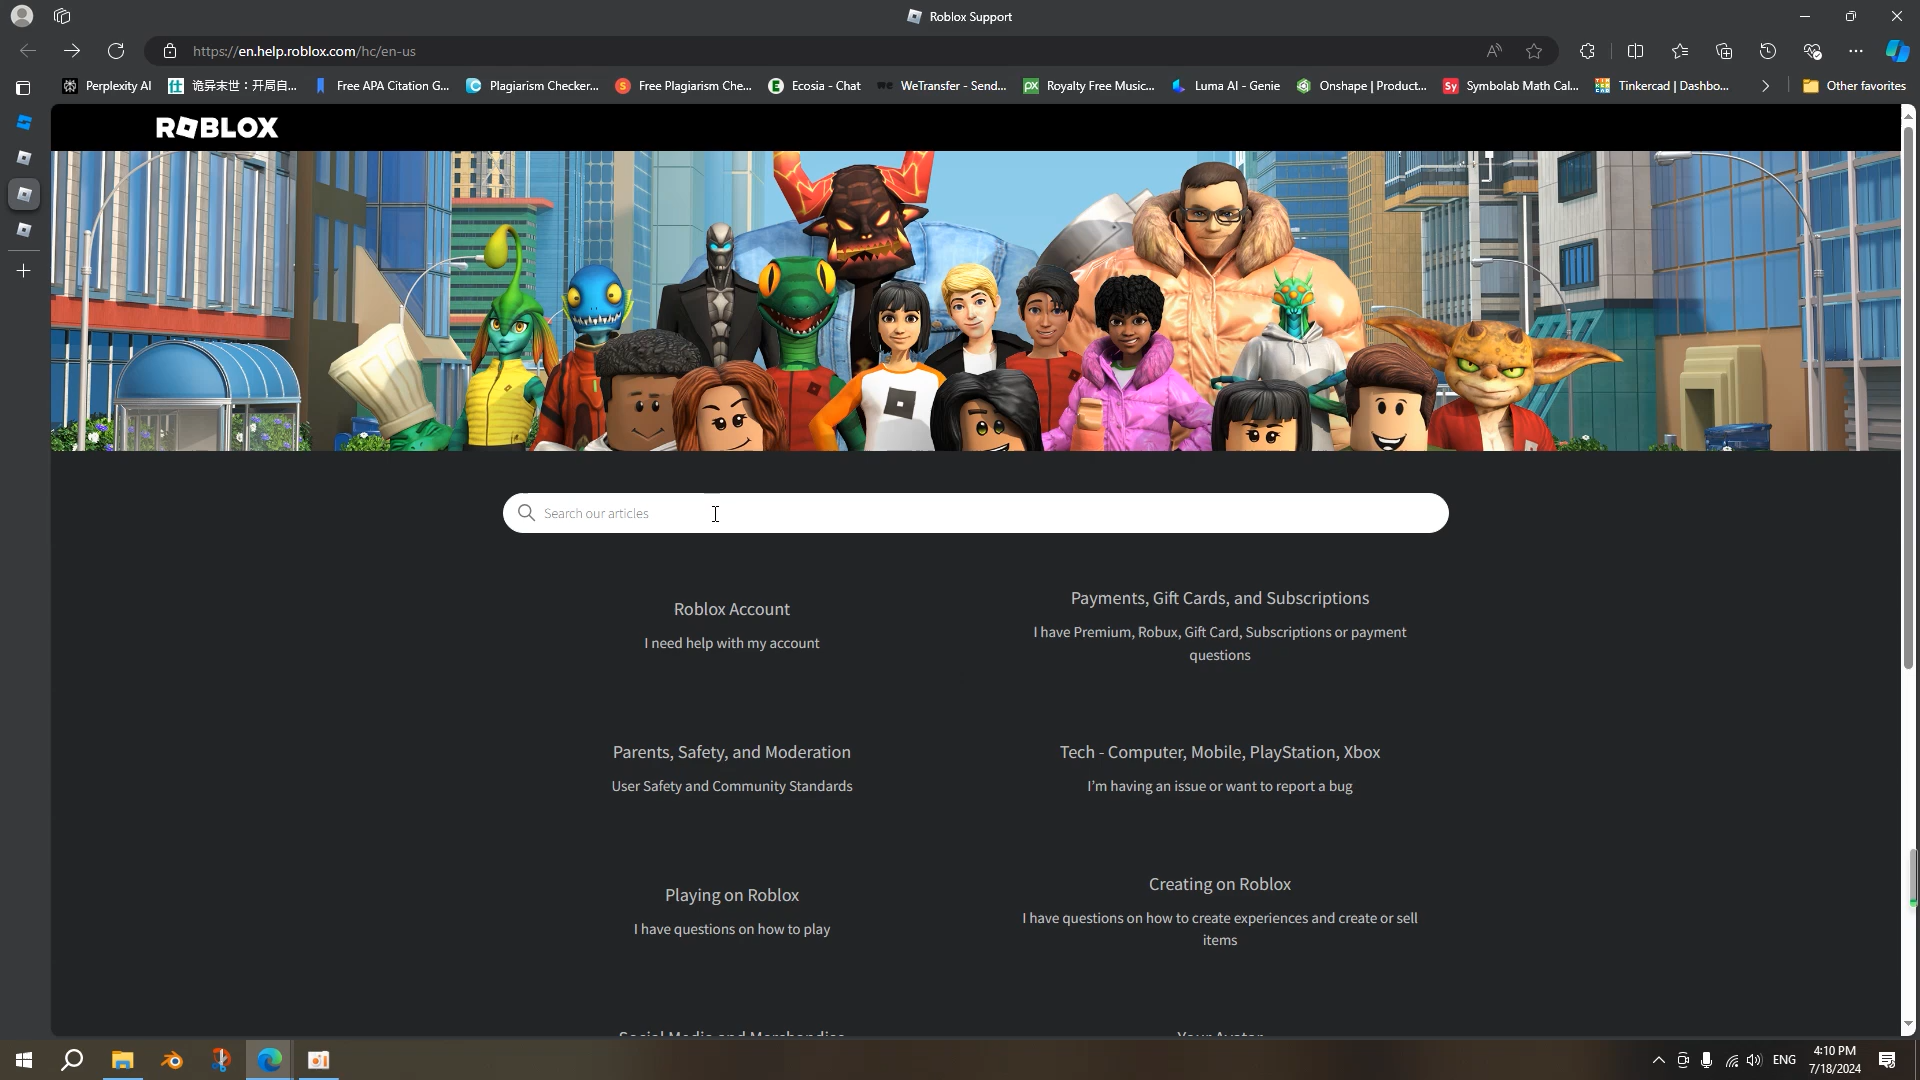 Roblox Support
https://en.help.roblox.com/hc/en-us
Perplexity AI
诡异末世：开局自...
Free APA Citation G...
Plagiarism Checker...
Free Plagiarism Che...
Ecosia - Chat
WeTransfer - Send...
Royalty Free Music...
Luma AI - Genie
Onshape | Product...
Symbolab Math Cal...
Tinkercad | Dashbo...
Other favorites
ROBLOX
Search our articles
Roblox Account
I need help with my account
Payments, Gift Cards, and Subscriptions
I have Premium, Robux, Gift Card, Subscriptions or payment
questions
Parents, Safety, and Moderation
User Safety and Community Standards
Tech - Computer, Mobile, PlayStation, Xbox
I'm having an issue or want to report a bug
Playing on Roblox
I have questions on how to play
Creating on Roblox
I have questions on how to create experiences and create or sell
items
Social Media and Merchandise
Your Avatar
ENG
4:10 PM
7/18/2024